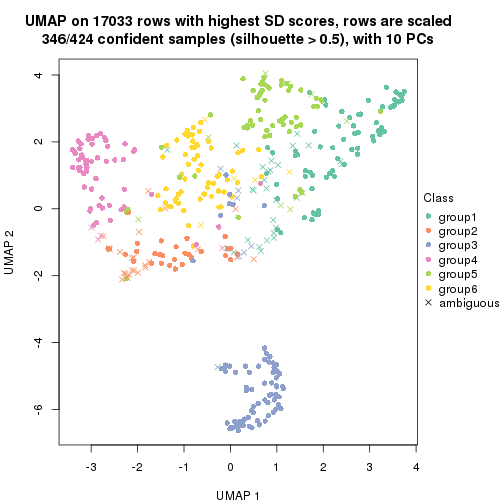 UMAP on 17033 rows with highest SD scores, rows are scaled
346/424 confident samples (silhouette > 0.5), with 10 PCs
4
2
0
-2
-4
-6
UMAP 2
-3
-2
-1
0
1
2
3
4
UMAP 1
Class
group1
group2
group3
group4
group5
group6
ambiguous